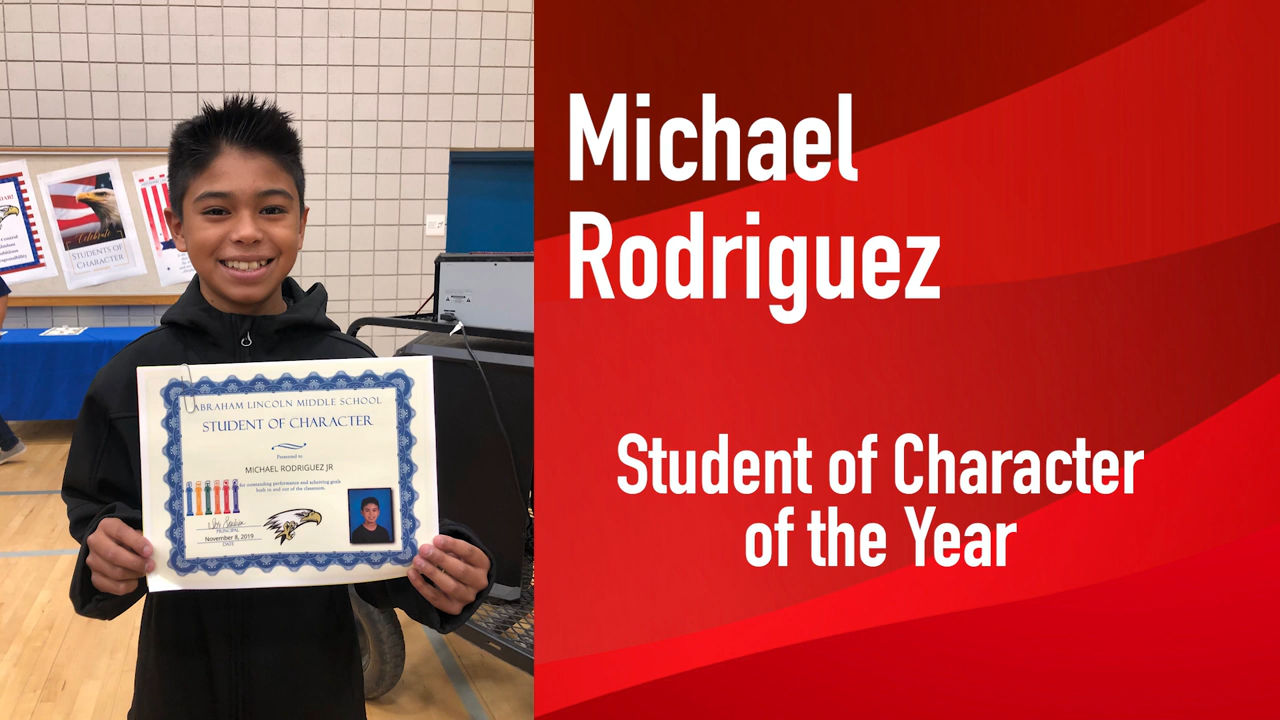 Michael
Rodriguez
Student of Character
of the Year
Celebrate
STUDENTS OF
CHARACTER
ABRAHAM LINCOLN MIDDLE SCHOOL
STUDENT OF CHARACTER
Presented to
MICHAEL RODRIGUEZ JR
for outstanding performance and achieving goals
both in and out of the classroom.
PRINCIPAL
November 8, 2019
DATE